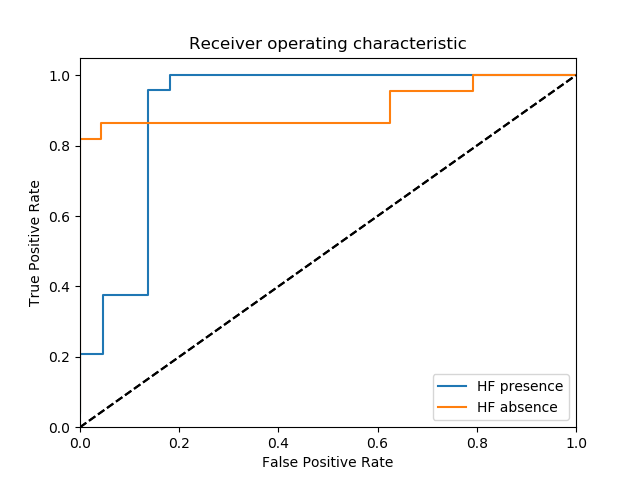 Receiver operating characteristic
True Positive Rate
1.0
0.8
0.6
0.4
0.2
0.0
HF presence
HF absence
0.0 0.2 0.4 0.6 0.8 1.0
False Positive Rate